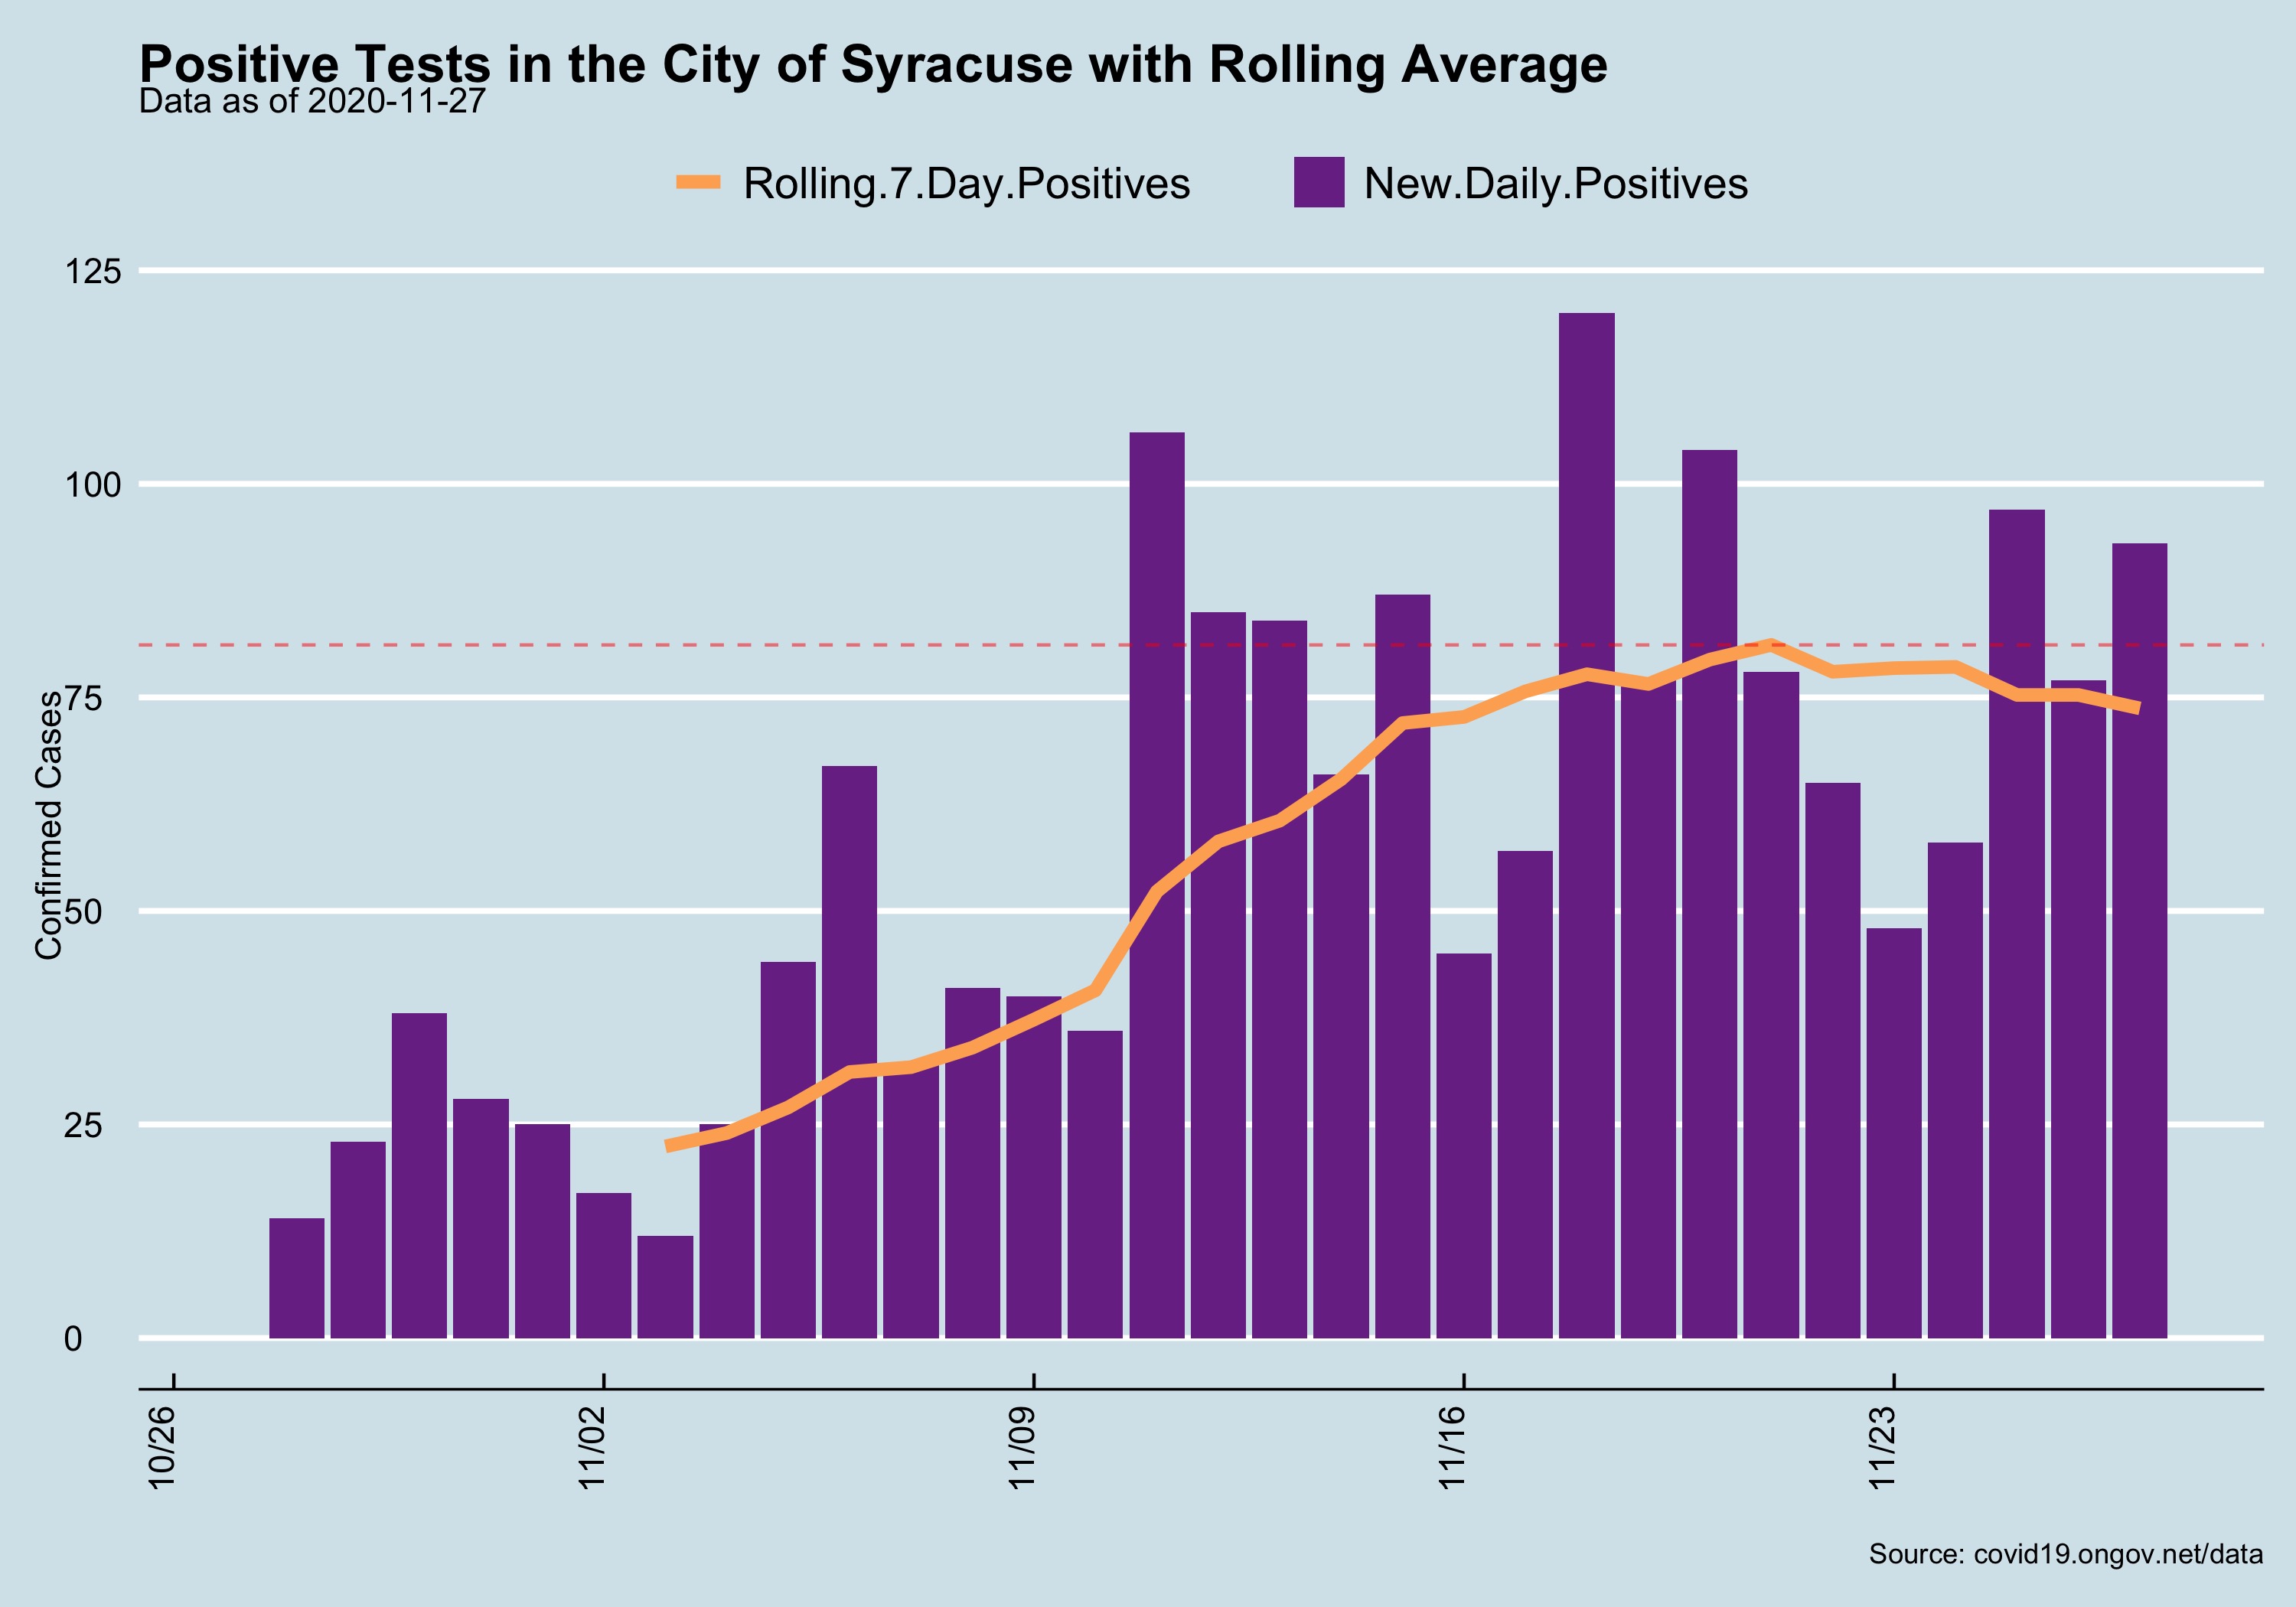 Positive Tests in the City of Syracuse with Rolling Average
Data as of 2020-11-27
Rolling.7.Day.Positives New.Daily.Positives
125
100
75
50
25
0
Confirmed Cases
10/26 11/02 11/09 11/16 11/23
Source: covid19.ongov.net/data